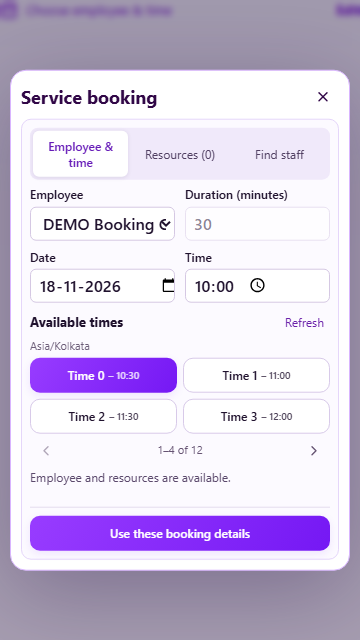 Choose employee & time
Service booking
Employee & time
Resources (0)
Find staff
Employee
Duration (minutes)
DEMO Booking
30
Date
Time
18-11-2026
10:00
Available times
Refresh
Asia/Kolkata
Time 0 – 10:30
Time 1 – 11:00
Time 2 – 11:30
Time 3 – 12:00
1–4 of 12
Employee and resources are available.
Use these booking details